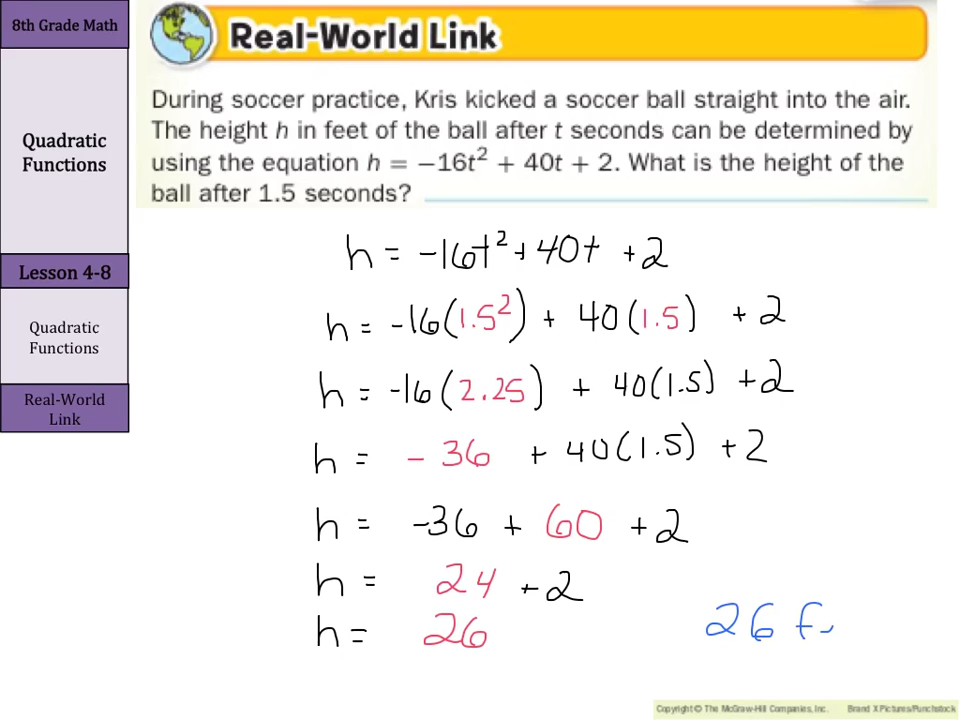 8th Grade Math
Quadratic
Functions
Lesson 4-8
Quadratic
Functions
Real-World
Link
Real-World Link
During soccer practice, Kris kicked a soccer ball straight into the air.
The height h in feet of the ball after t seconds can be determined by
using the equation h = −16t² + 40t + 2. What is the height of the
ball after 1.5 seconds?
h = -16t² + 40t + 2
h = -16(1.5²) + 40(1.5) + 2
h = -16(2.25) + 40(1.5) + 2
h = -36 + 40(1.5) + 2
h = -36 + 60 + 2
h = 24 + 2
h = 26
26 f
Copyright © The McGraw-Hill Companies, Inc. Brand X Pictures/Punchstock